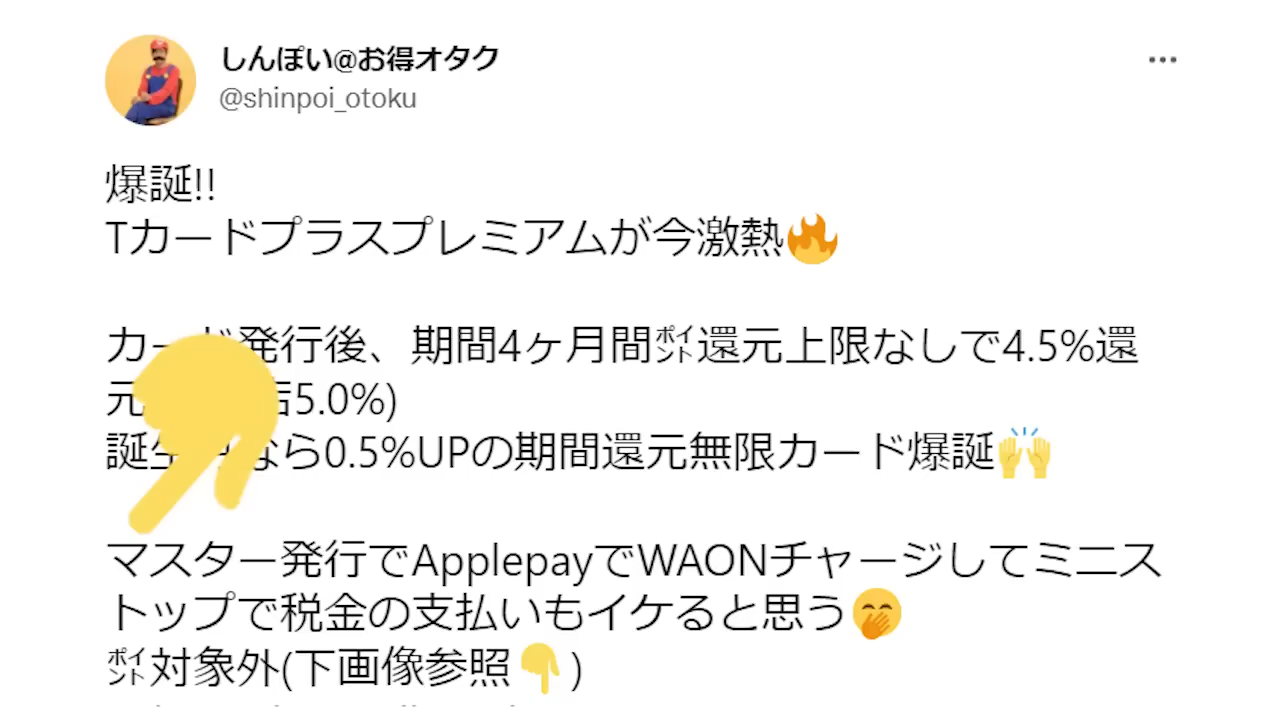 しんぽい@お得オタク
@shinpoi_otoku
爆誕!!
Tカードプラスプレミアムが今激熱🔥
カード発行後、期間4ヶ月間㌽還元上限なしで4.5%還
元 5.0%)
誕生 なら0.5%UPの期間還元無限カード爆誕🙌
マスター発行でApplepayでWAONチャージしてミニス
トップで税金の支払いもイケると思う🤭
㌽対象外(下画像参照👇)